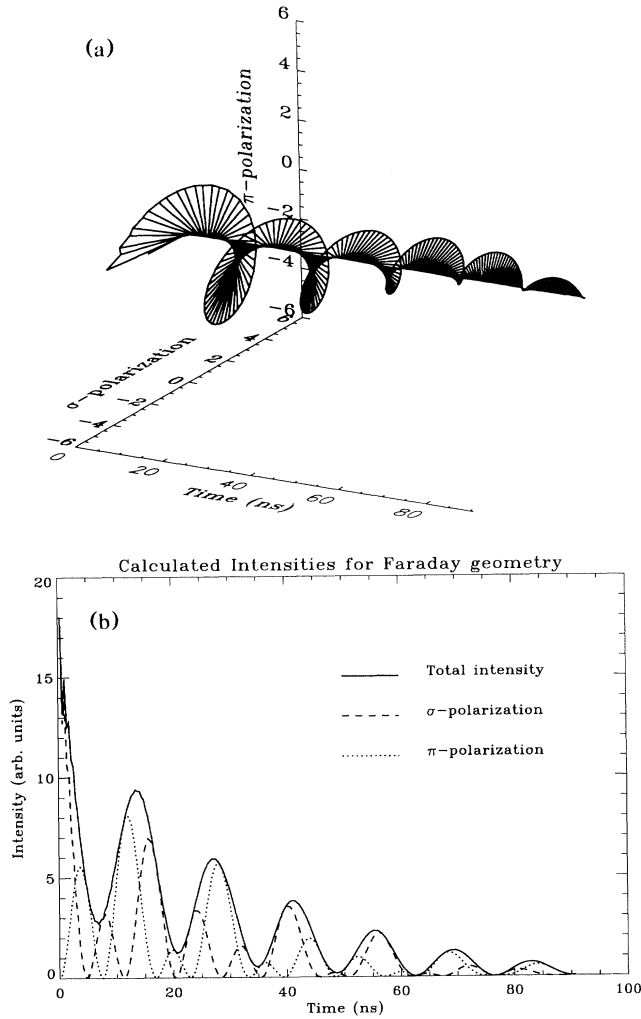 (a)
6
4
2
0
−2
−4
−6
π−polarization
6
4
2
0
−2
−4
−6
σ−polarization
0
20
40
60
80
Time (ns)
Calculated Intensities for Faraday geometry
(b)
20
15
10
5
0
Intensity (arb. units)
Total intensity
σ−polarization
π−polarization
0 20 40 60 80 100
Time (ns)